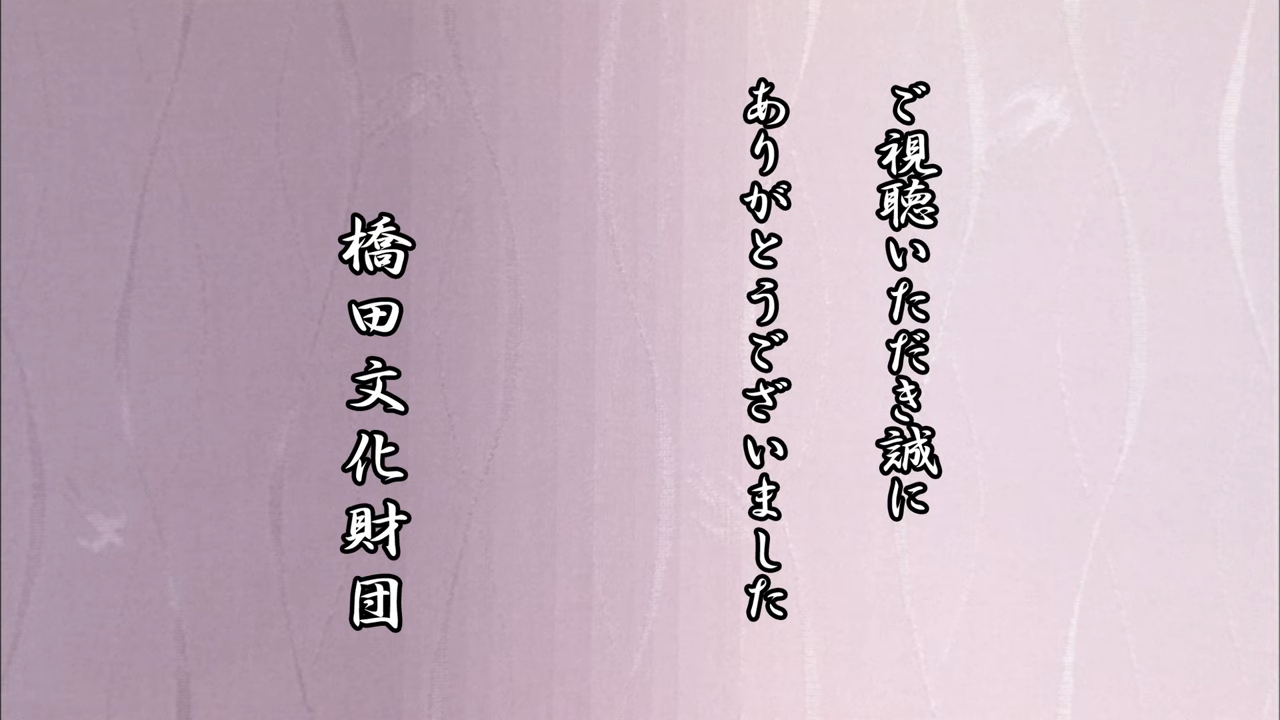 ご視聴いただき誠に
ありがとうございました
橋田文化財団